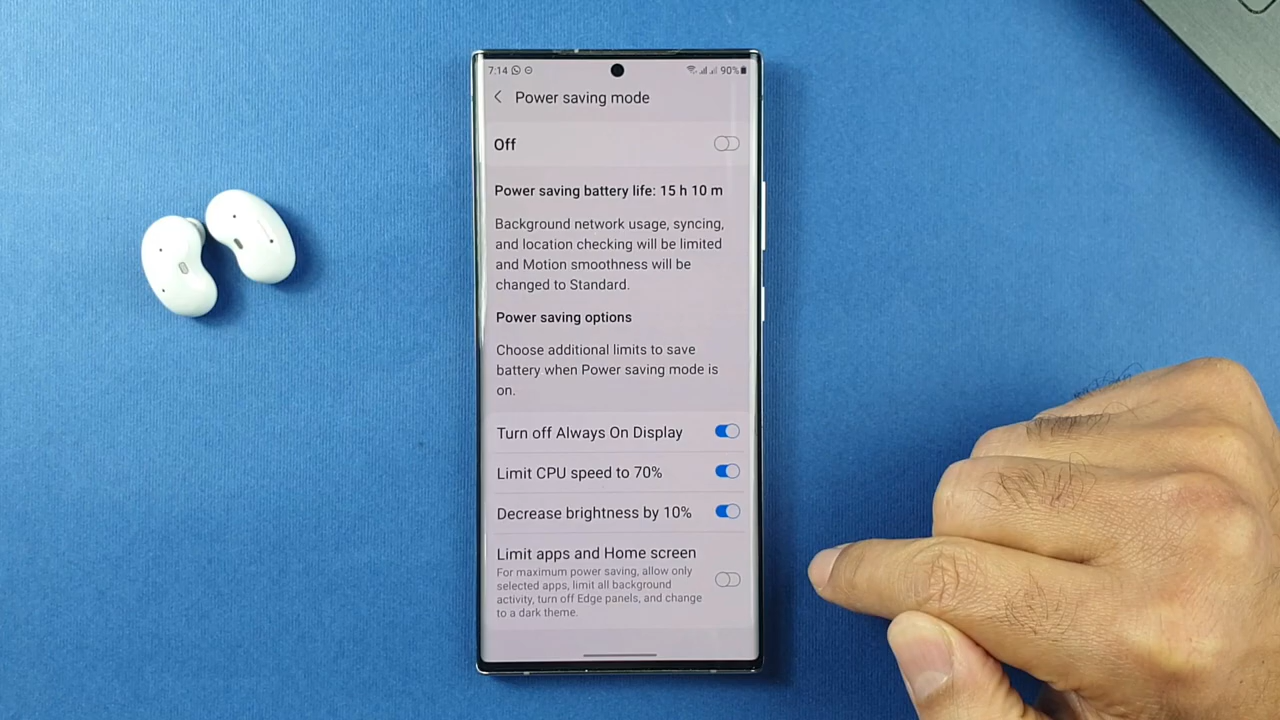 7:14 90%
Power saving mode
Off
Power saving battery life: 15 h 10 m
Background network usage, syncing,
and location checking will be limited
and Motion smoothness will be
changed to Standard.
Power saving options
Choose additional limits to save
battery when Power saving mode is
on.
Turn off Always On Display
Limit CPU speed to 70%
Decrease brightness by 10%
Limit apps and Home screen
For maximum power saving, allow only
selected apps, limit all background
activity, turn off Edge panels, and change
to a dark theme.